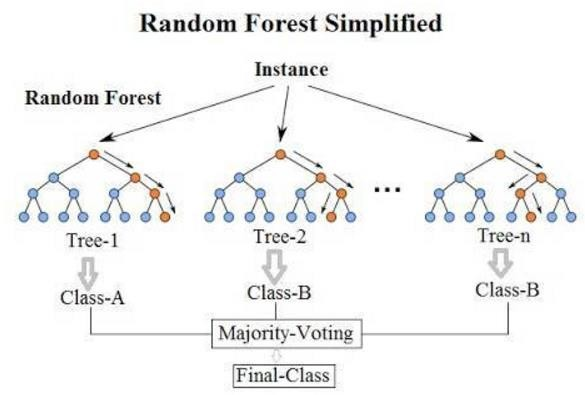 Random Forest Simplified
Instance
Random Forest
...
Tree-1
Tree-2
Tree-n
Class-A
Class-B
Class-B
Majority-Voting
Final-Class